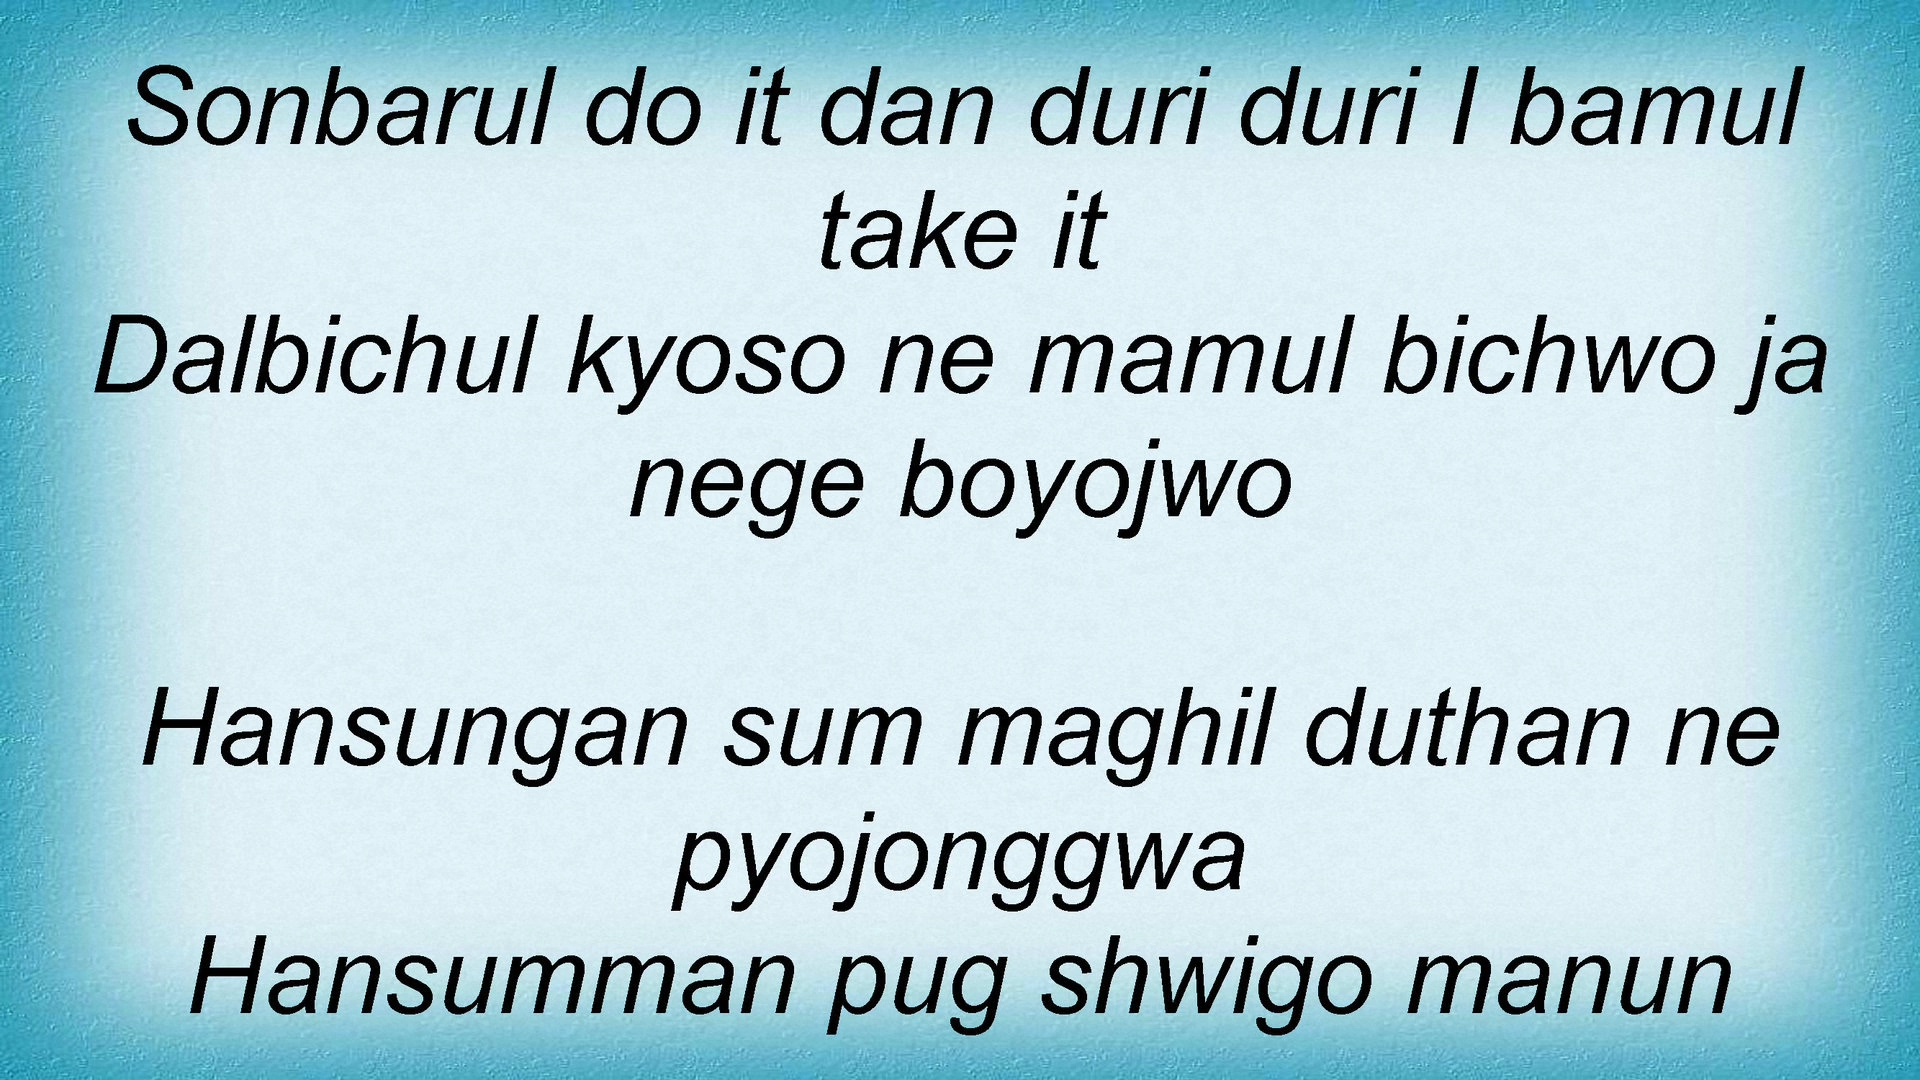 Sonbarul do it dan duri duri I bamul
take it
Dalbichul kyoso ne mamul bichwo ja
nege boyojwo
Hansungan sum maghil duthan ne
pyojonggwa
Hansumman pug shwigo manun